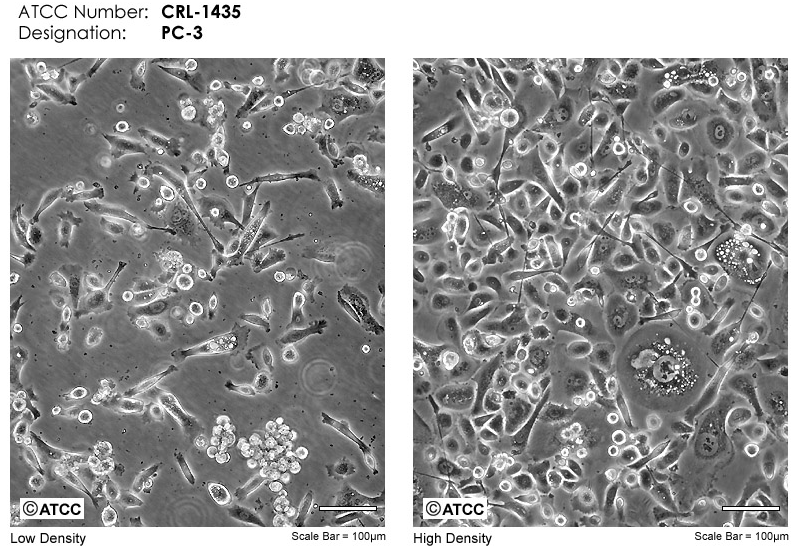 ATCC Number: CRL-1435
Designation: PC-3
©ATCC
©ATCC
Low Density
Scale Bar = 100µm
High Density
Scale Bar = 100µm